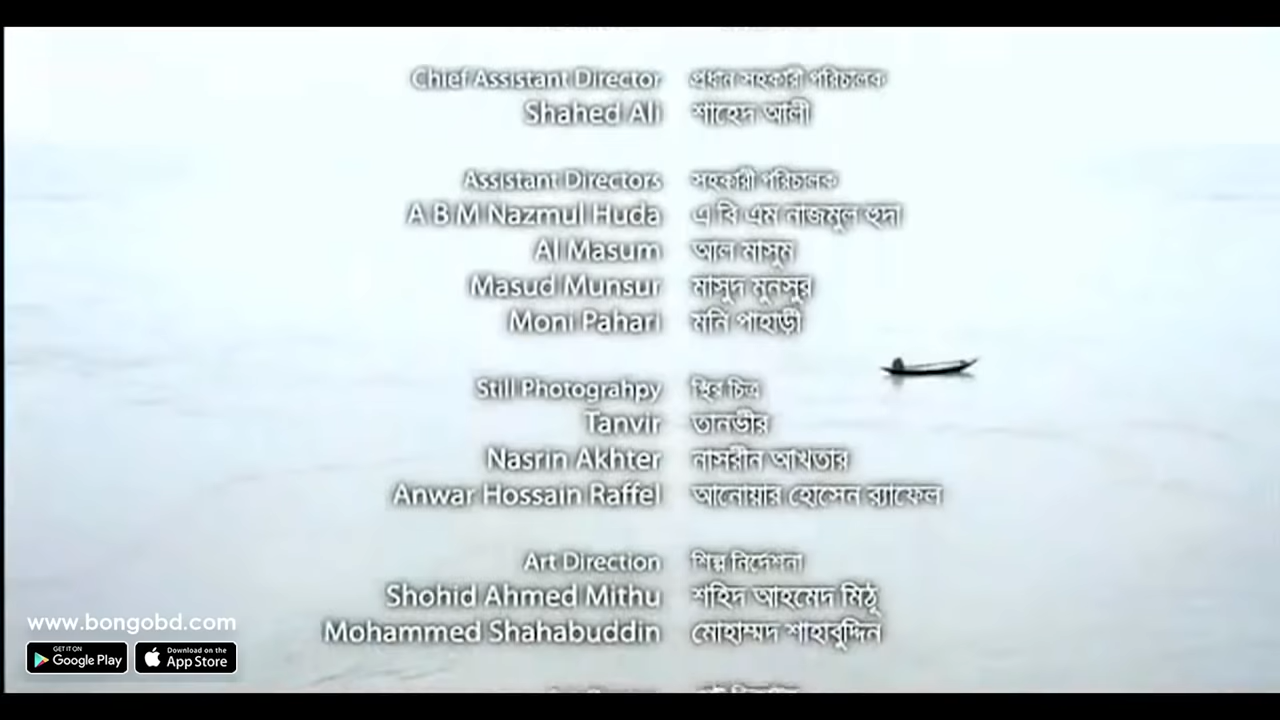 Chief Assistant Director প্রধান সহকারী পরিচালক
Shahed Ali শাহেদ আলী
Assistant Directors সহকারী পরিচালক
A B M Nazmul Huda এ বি এম নাজমুল হুদা
Al Masum আল মাসুম
Masud Munsur মাসুদ মুনসুর
Moni Pahari মনি পাহাড়ী
Still Photograhpy স্থির চিত্র
Tanvir তানভীর
Nasrin Akhter নাসরীন আখতার
Anwar Hossain Raffel আনোয়ার হোসেন র‍্যাফেল
Art Direction শিল্প নির্দেশনা
Shohid Ahmed Mithu শহিদ আহমেদ মিঠু
Mohammed Shahabuddin মোহাম্মদ শাহাবুদ্দিন
www.bongobd.com
GET IT ON Google Play
Download on the App Store